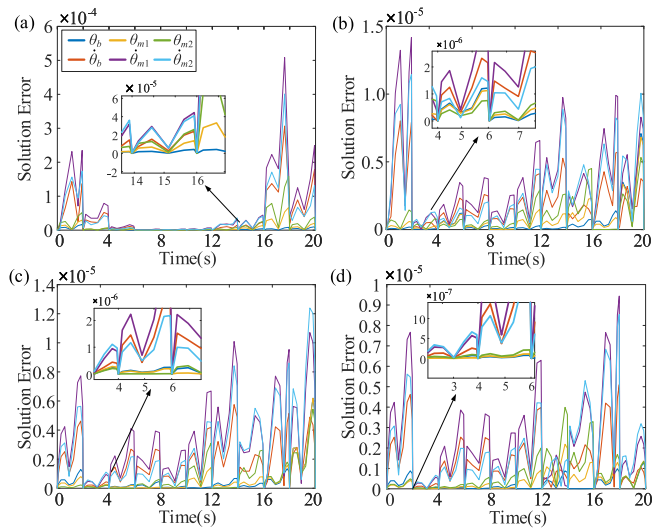 (a)
×10⁻⁴
6
5
4
3
2
1
0
Solution Error
θ_b θ_m1 θ_m2
θ̇_b θ̇_m1 θ̇_m2
× 10⁻⁵
6
4
2
0
-2
14 15 16
0 4 8 12 16 20
Time(s)
(b)
×10⁻⁵
1.5
1.0
0.5
0
Solution Error
×10⁻⁶
2
1
0
4 5 6 7
0 4 8 12 16 20
Time(s)
(c)
×10⁻⁵
1.4
1.2
1.0
0.8
0.6
0.4
0.2
0
Solution Error
×10⁻⁶
2
1
0
4 5 6
0 4 8 12 16 20
Time(s)
(d)
×10⁻⁵
1
0.9
0.8
0.7
0.6
0.5
0.4
0.3
0.2
0.1
0
Solution Error
×10⁻⁷
10
5
0
3 4 5 6
0 4 8 12 16 20
Time(s)